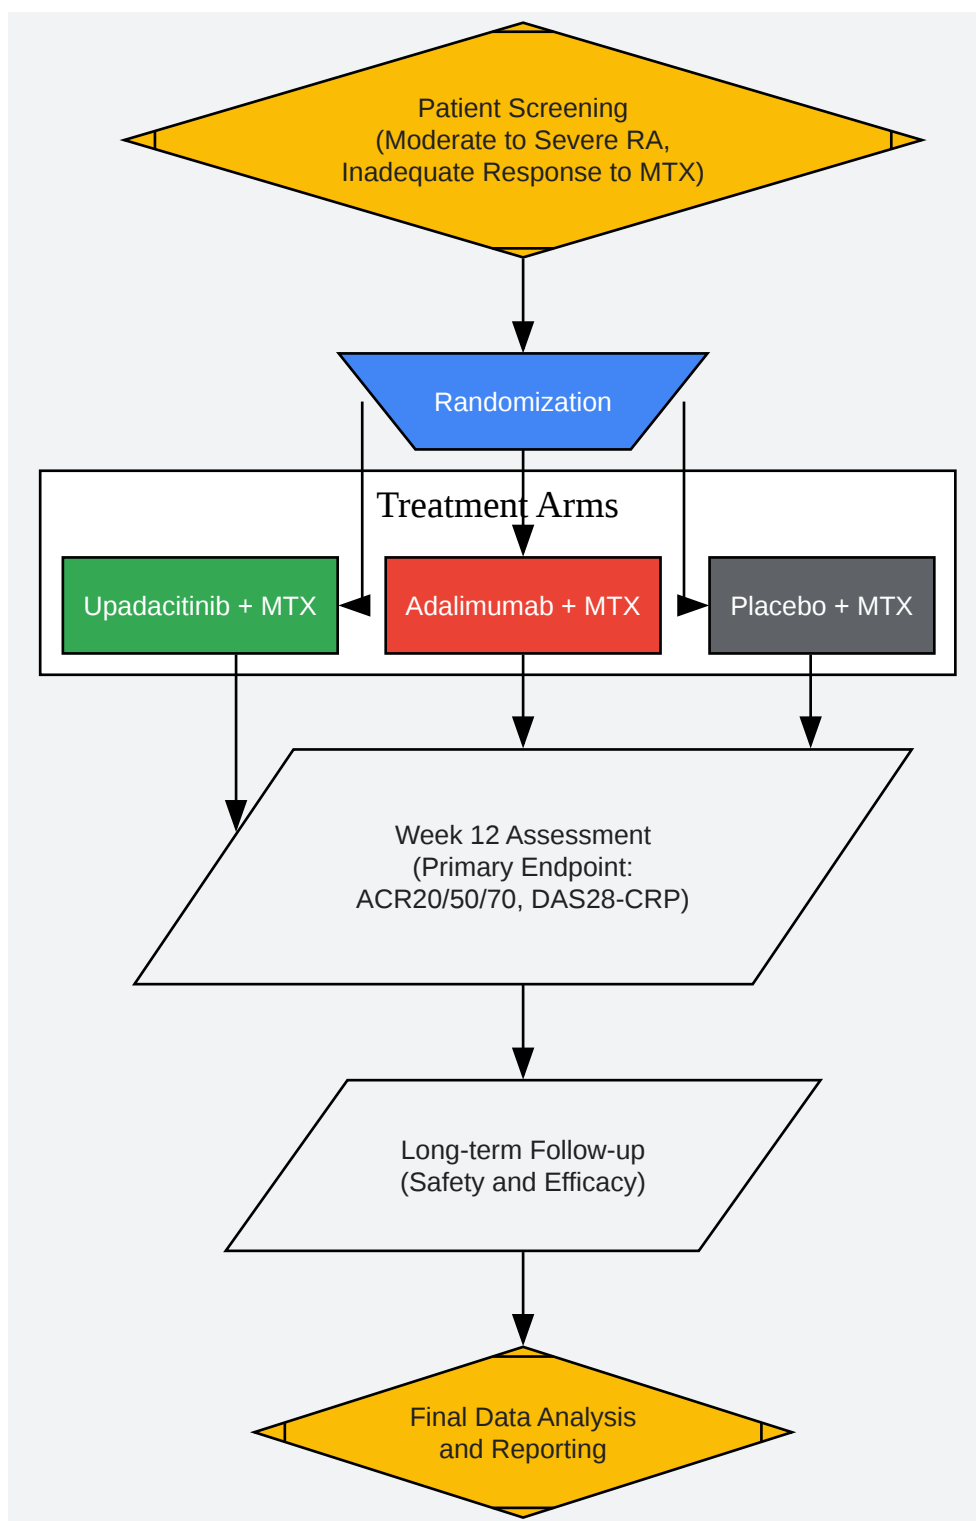 Patient Screening
(Moderate to Severe RA,
Inadequate Response to MTX)
Randomization
Treatment Arms
Upadacitinib + MTX
Adalimumab + MTX
Placebo + MTX
Week 12 Assessment
(Primary Endpoint:
ACR20/50/70, DAS28-CRP)
Long-term Follow-up
(Safety and Efficacy)
Final Data Analysis
and Reporting